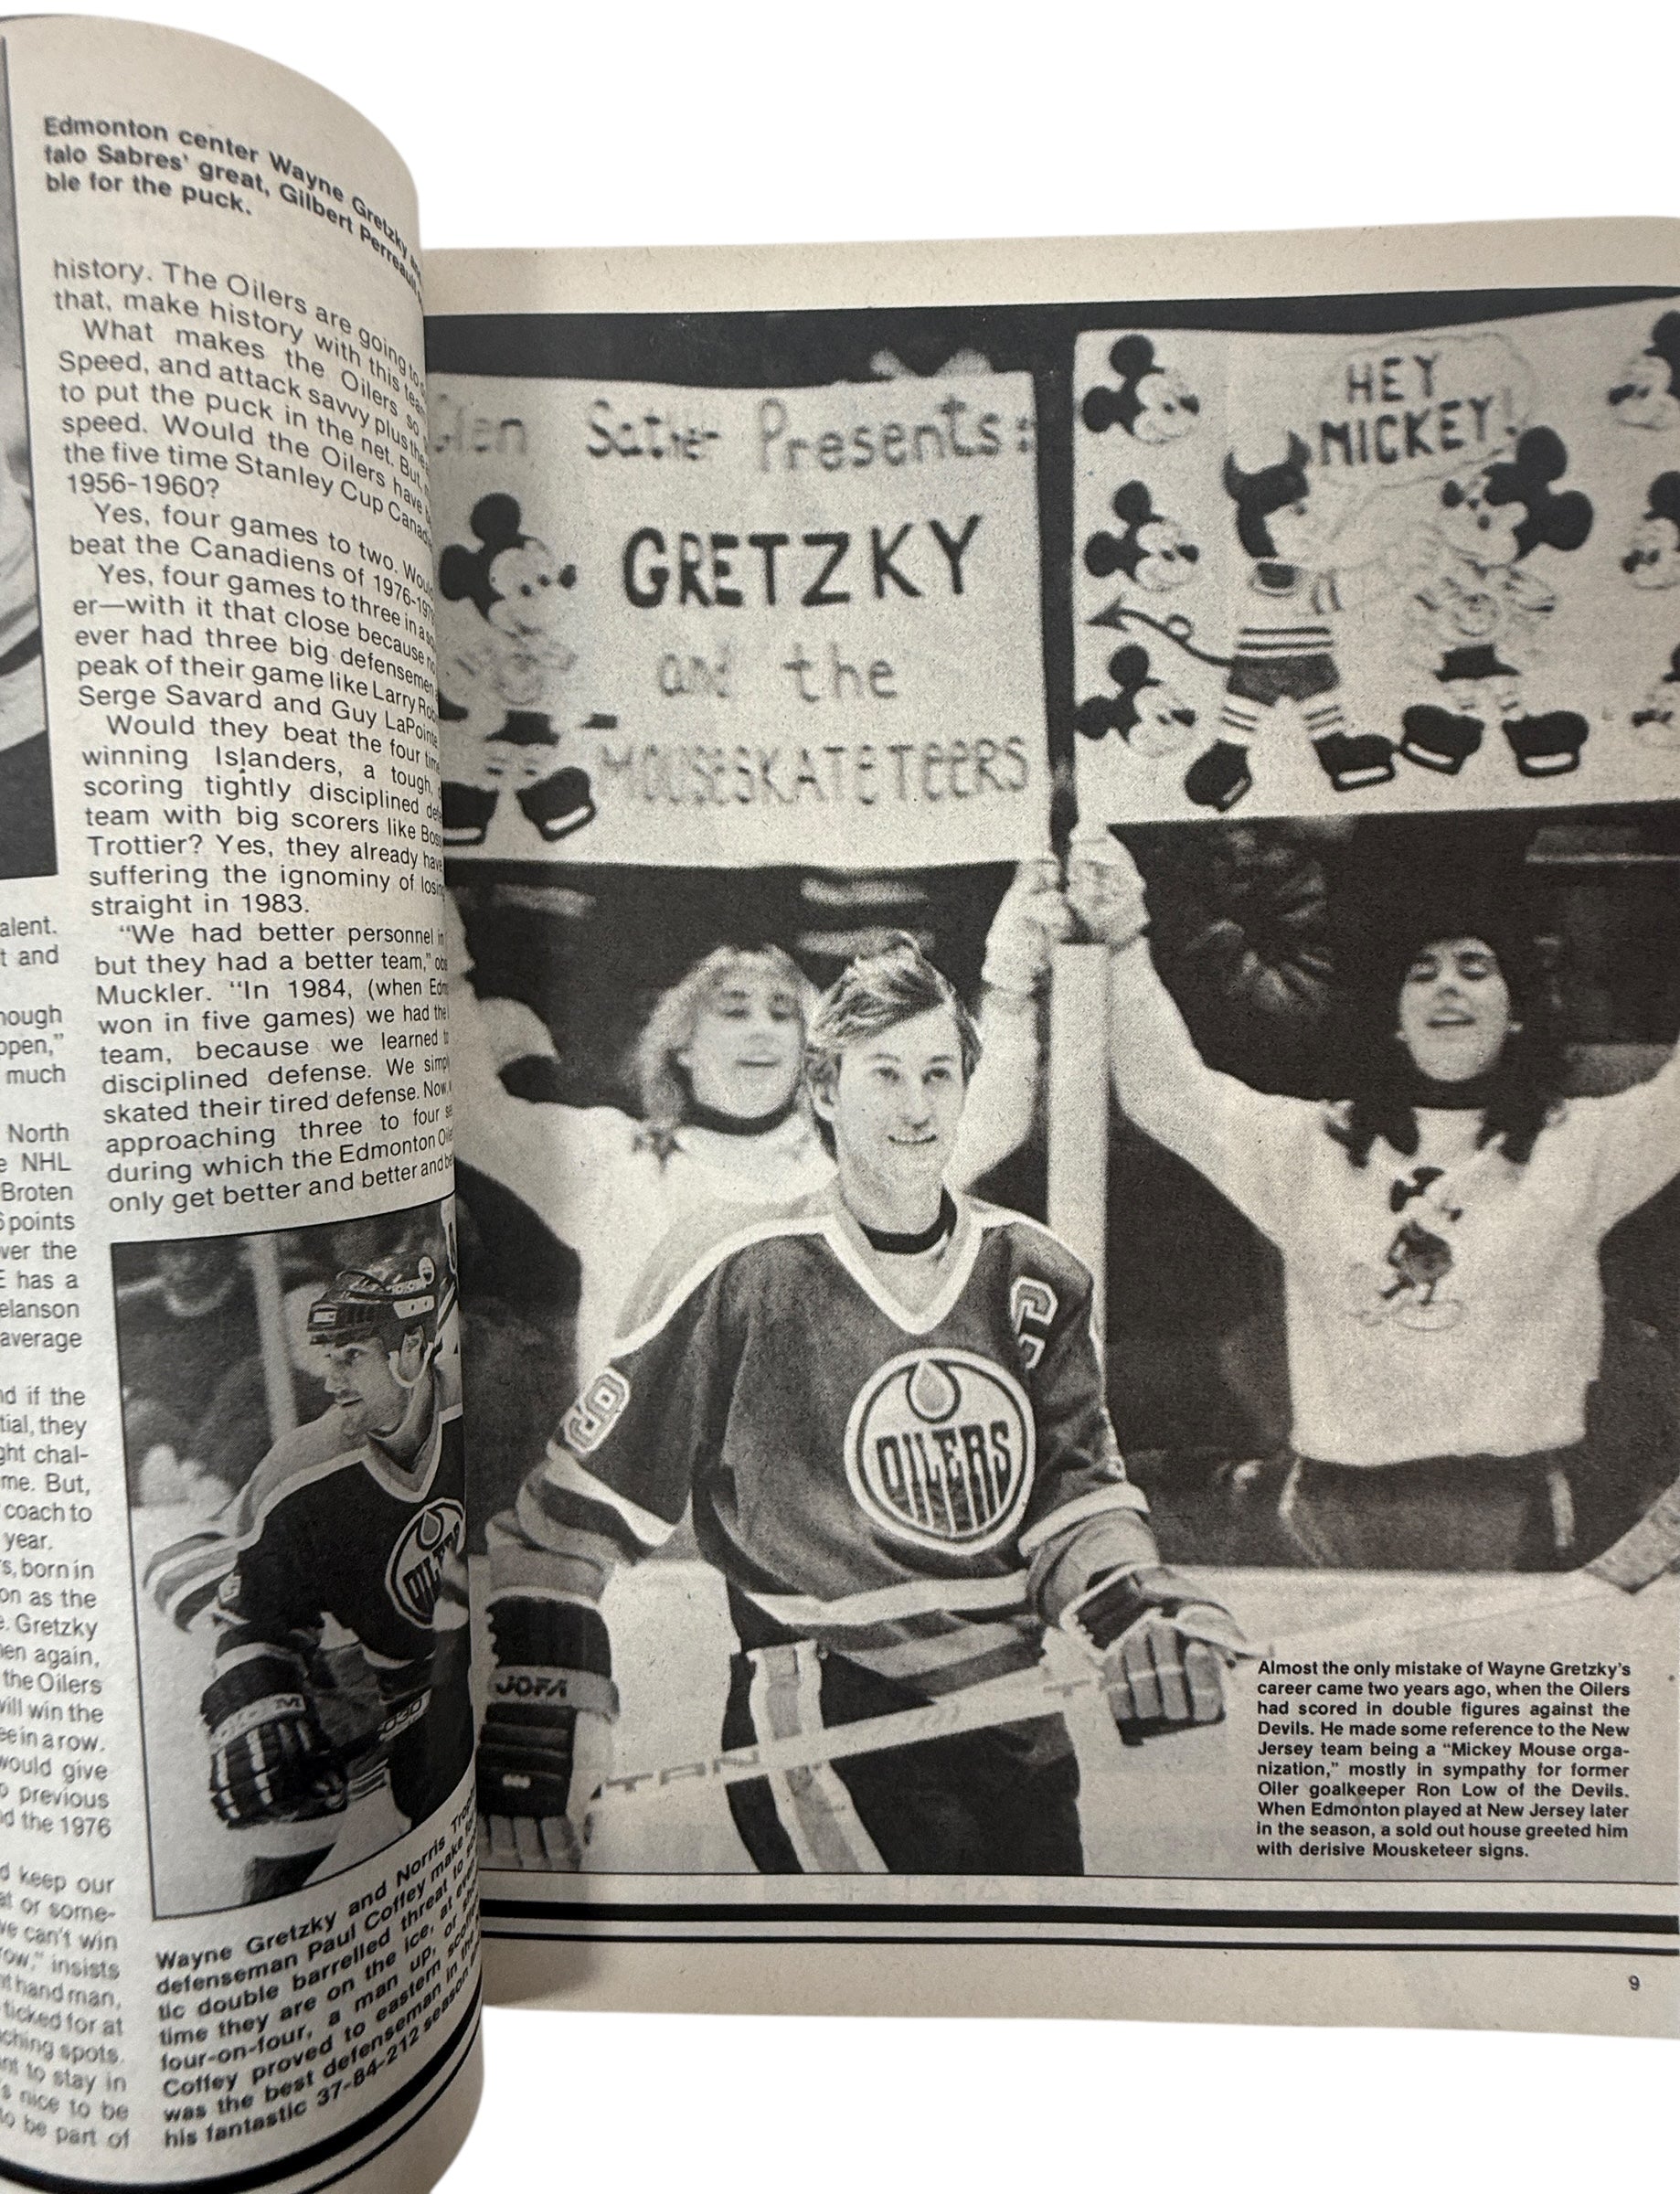 alent.
t and
nough
open,"
much
North
e NHL
Broten
points
ver the
E has a
elanson
average
nd if the
tial, they
ght chal-
me. But,
coach to
year.
s, born in
on as the
e. Gretzky
en again,
the Oilers
will win the
ee in a row.
would give
o previous
d the 1976
d keep our
at or some-
ve can't win
row," insists
ht hand man,
ticked for at
ching spots.
nt to stay in
's nice to be
to be part of
Edmonton center Wayne Gretzky
falo Sabres' great, Gilbert Perreault
ble for the puck.
history. The Oilers are going to
that, make history with this
What makes the Oilers so
Speed, and attack savvy plus
to put the puck in the net. But,
speed. Would the Oilers have
the five time Stanley Cup
1956-1960?
Yes, four games to two.
beat the Canadiens of 1976-
Yes, four games to three in a
er—with it that close because
ever had three big defensemen
peak of their game like Larry
Serge Savard and Guy LaPointe
Would they beat the four time
winning Islanders, a tough,
scoring tightly disciplined
team with big scorers like
Trottier? Yes, they already have
suffering the ignominy of
straight in 1983.
"We had better personnel
but they had a better team,"
Muckler. "In 1984, (when
won in five games) we had the
team, because we learned
disciplined defense. We
skated their tired defense. Now
approaching three to four
during which the Edmonton
only get better and better and
OILERS
Wayne Gretzky and Norris
defenseman Paul Coffey make
tic double barrelled threat to
time they are on the ice, at
four-on-four, a man up, or
Coffey proved to eastern
was the best defenseman in the
his fantastic 37-84-212 season
Glen Sather Presents:
GRETZKY
and the
MOUSESKATETEERS
HEY
MICKEY!
C
9
OILERS
JOFA
TITAN
Almost the only mistake of Wayne Gretzky's
career came two years ago, when the Oilers
had scored in double figures against the
Devils. He made some reference to the New
Jersey team being a "Mickey Mouse orga-
nization," mostly in sympathy for former
Oiler goalkeeper Ron Low of the Devils.
When Edmonton played at New Jersey later
in the season, a sold out house greeted him
with derisive Mousketeer signs.
9